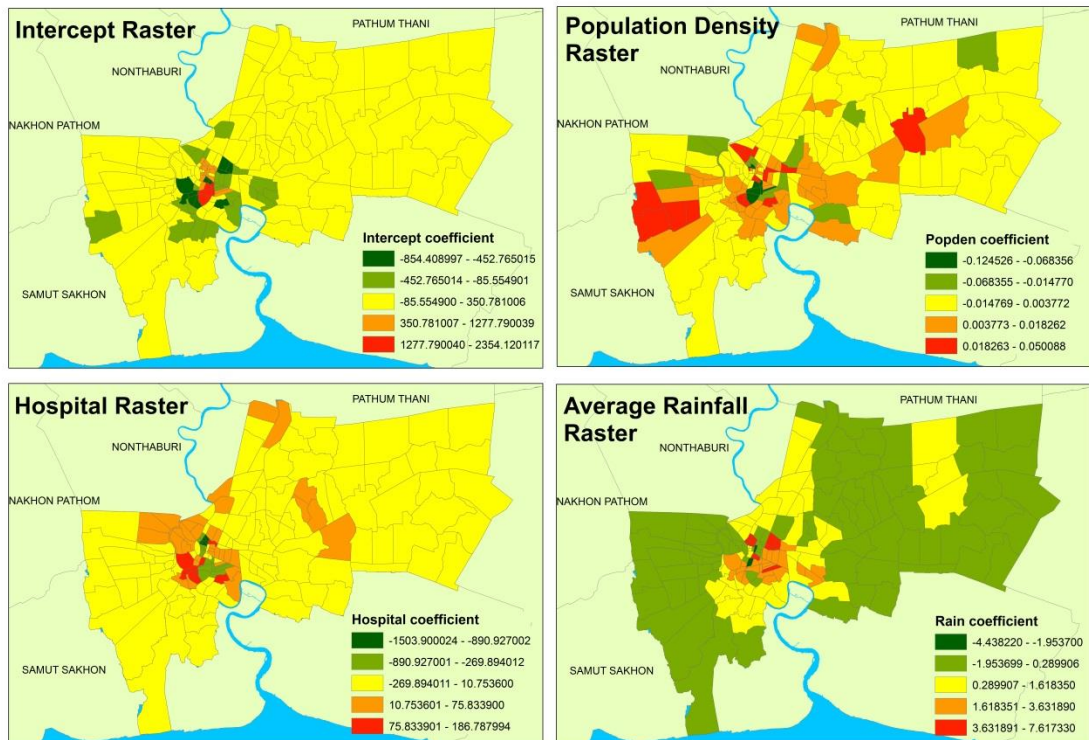 Intercept Raster
PATHUM THANI
NONTHABURI
NAKHON PATHOM
SAMUT SAKHON
Intercept coefficient
-854.408997 - -452.765015
-452.765014 - -85.554901
-85.554900 - 350.781006
350.781007 - 1277.790039
1277.790040 - 2354.120117
Population Density
Raster
PATHUM THANI
NONTHABURI
NAKHON PATHOM
SAMUT SAKHON
Popden coefficient
-0.124526 - -0.068356
-0.068355 - -0.014770
-0.014769 - 0.003772
0.003773 - 0.018262
0.018263 - 0.050088
Hospital Raster
PATHUM THANI
NONTHABURI
NAKHON PATHOM
SAMUT SAKHON
Hospital coefficient
-1503.900024 - -890.927002
-890.927001 - -269.894012
-269.894011 - 10.753600
10.753601 - 75.833900
75.833901 - 186.787994
Average Rainfall
Raster
PATHUM THANI
NONTHABURI
NAKHON PATHOM
SAMUT SAKHON
Rain coefficient
-4.438220 - -1.953700
-1.953699 - 0.289906
0.289907 - 1.618350
1.618351 - 3.631890
3.631891 - 7.617330